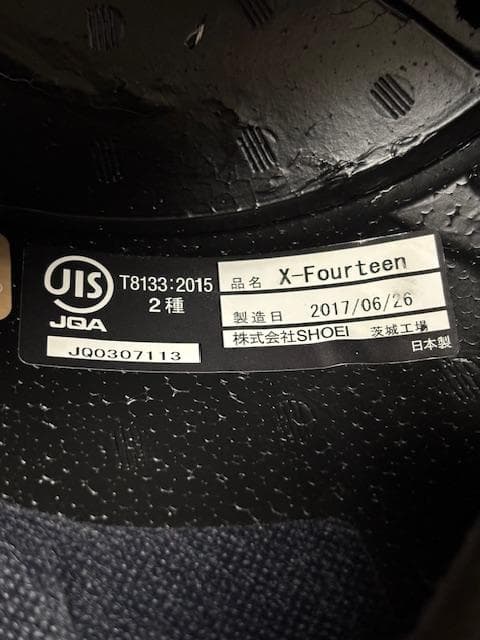 JIS
JQA
T8133:2015
2種
JQ0307113
品名 X-Fourteen
製造日 2017/06/26
株式会社SHOEI 茨城工場
日本製